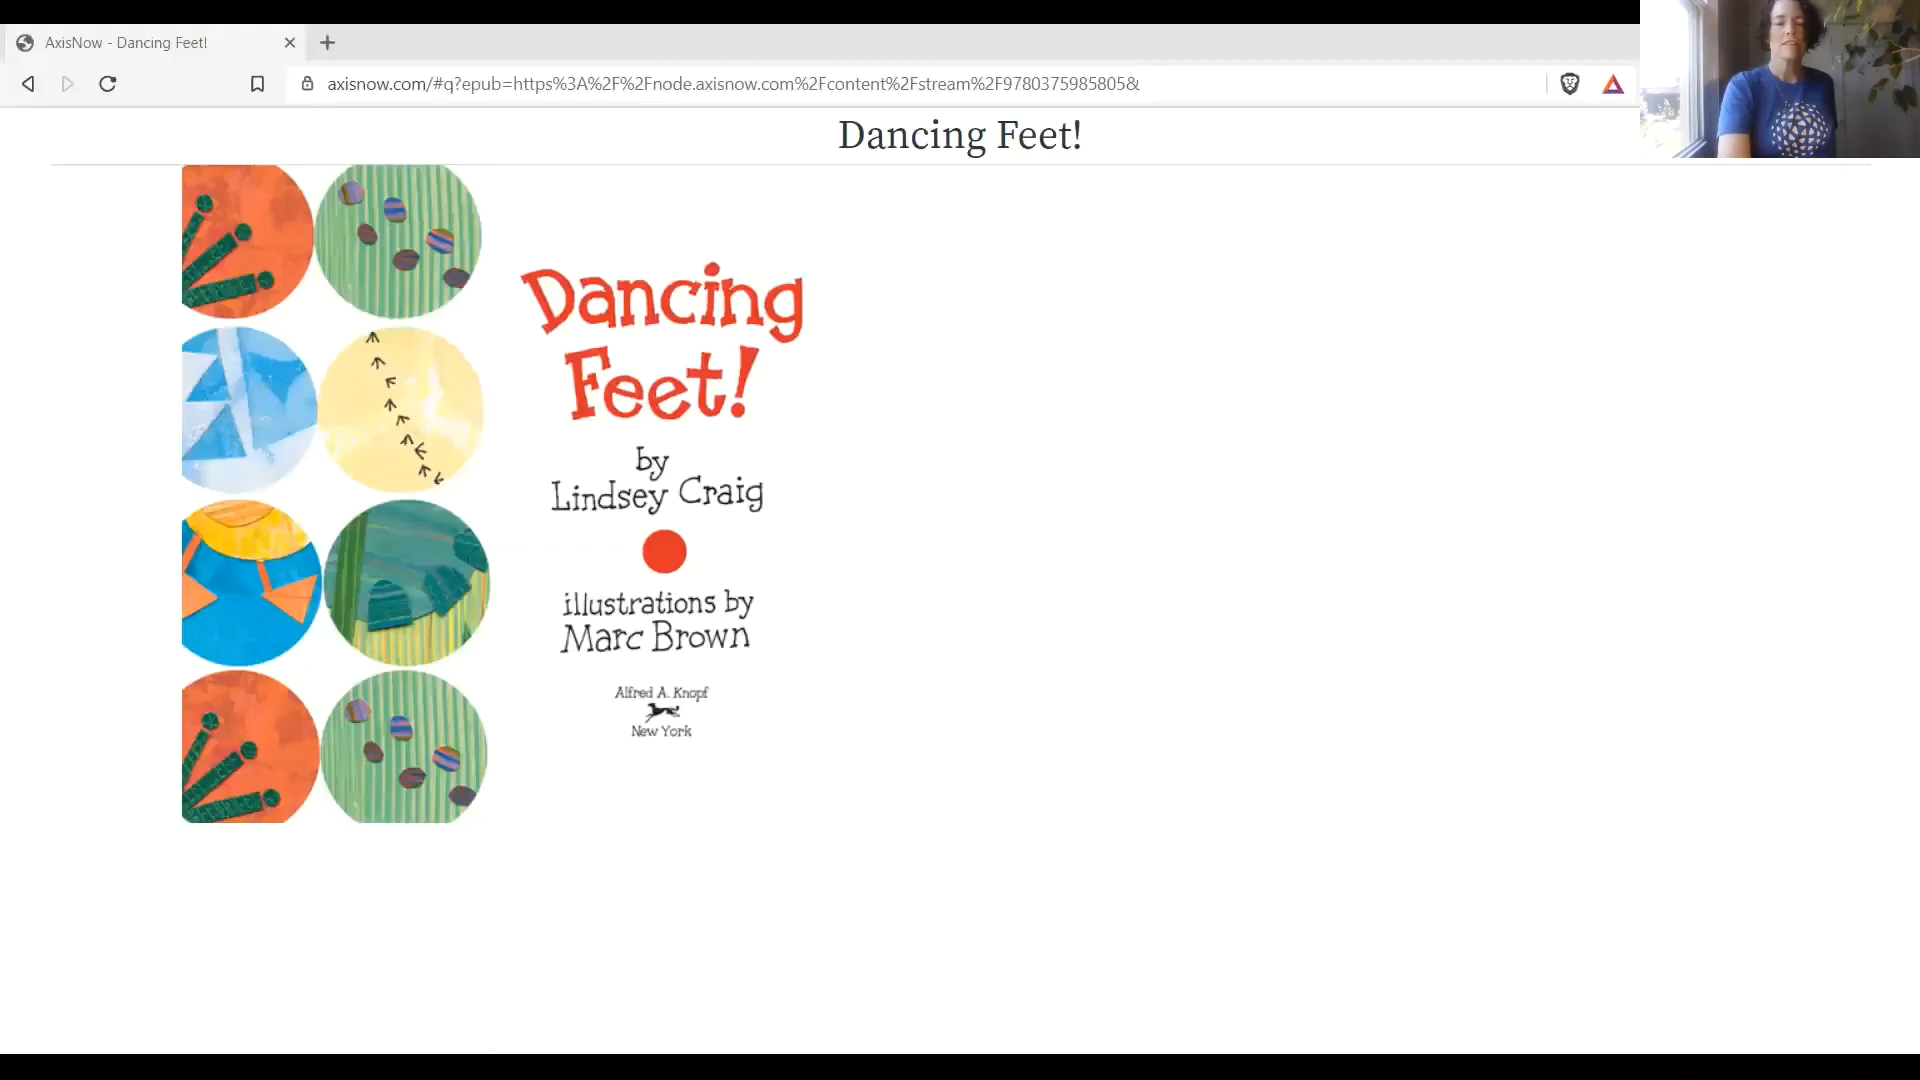 AxisNow - Dancing Feet!
axisnow.com/#q?epub=https%3A%2F%2Fnode.axisnow.com%2Fcontent%2Fstream%2F9780375985805&
Dancing Feet!
Dancing
Feet!
by
Lindsey Craig
illustrations by
Marc Brown
Alfred A. Knopf
New York